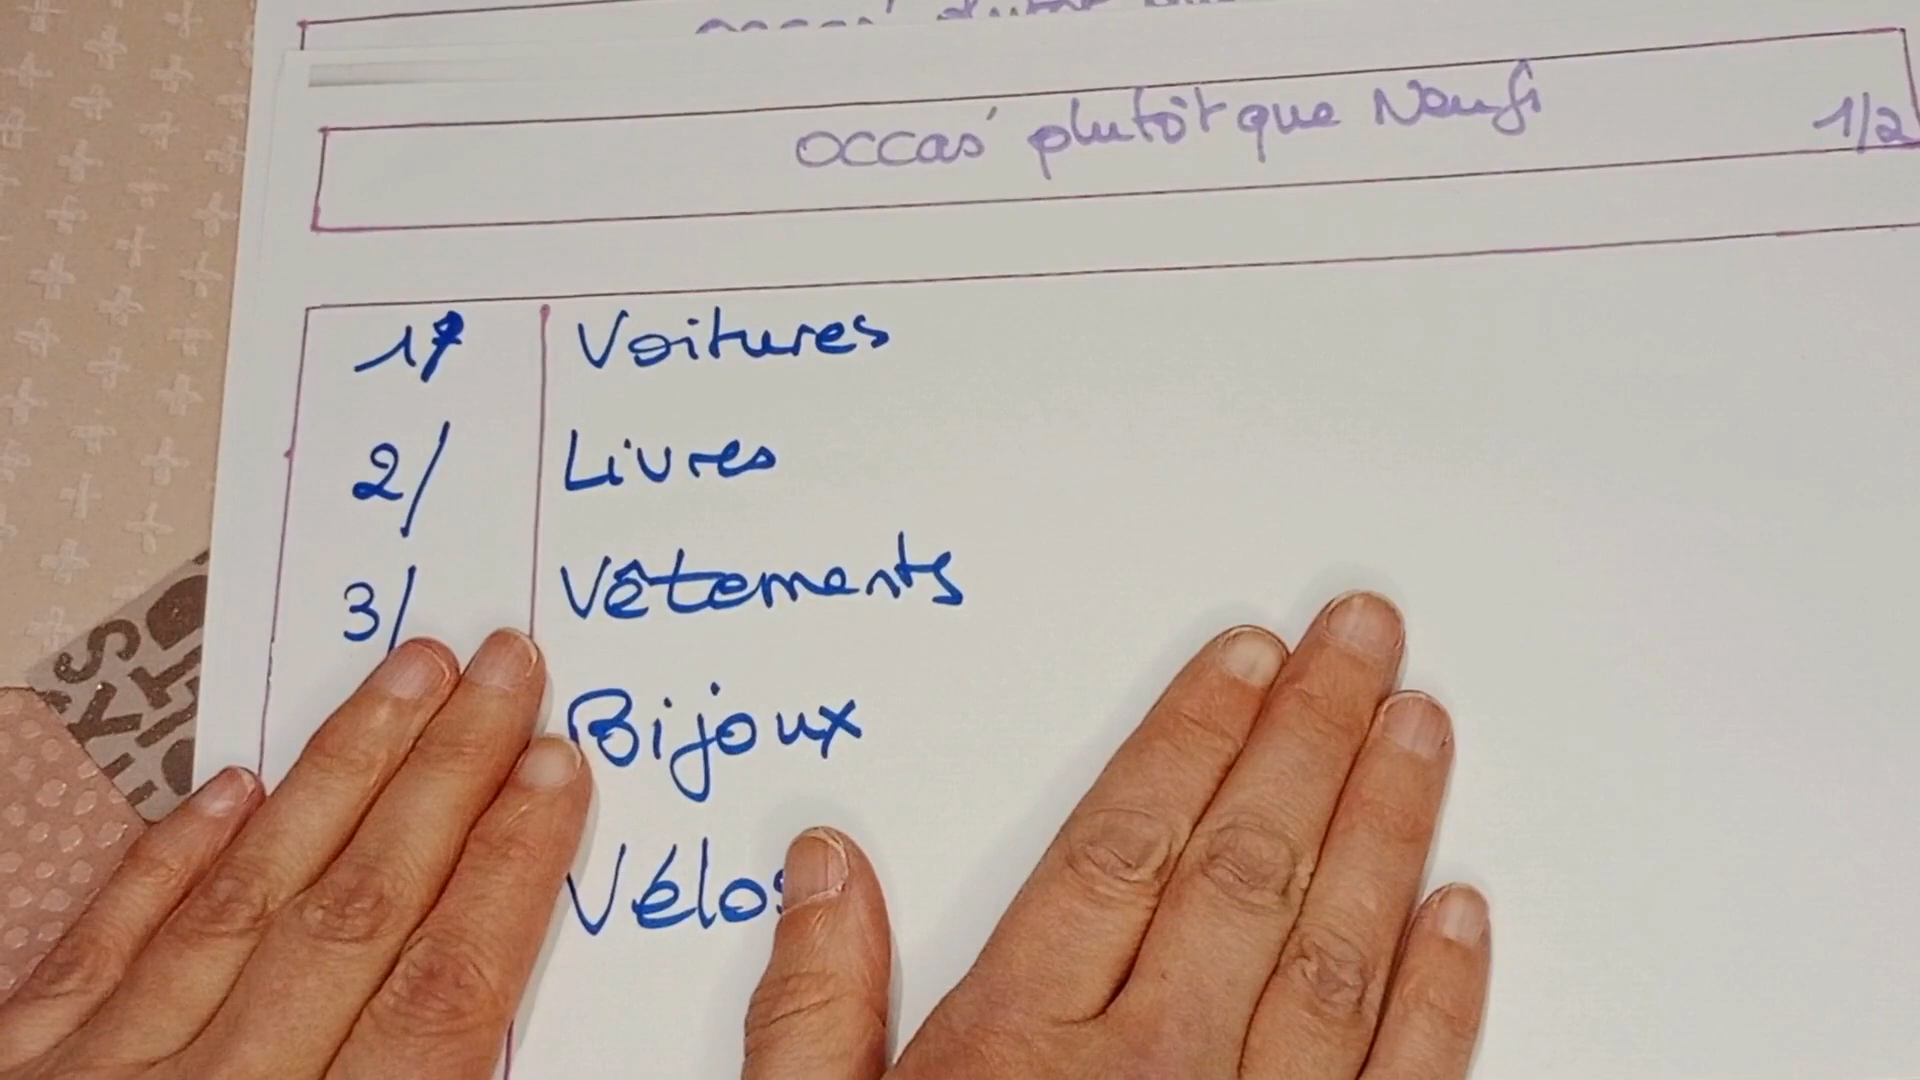 occas' plutôt que Neuf! 1/2
1/ Voitures
2/ Livres
3/ Vêtements
Bijoux
Vélos